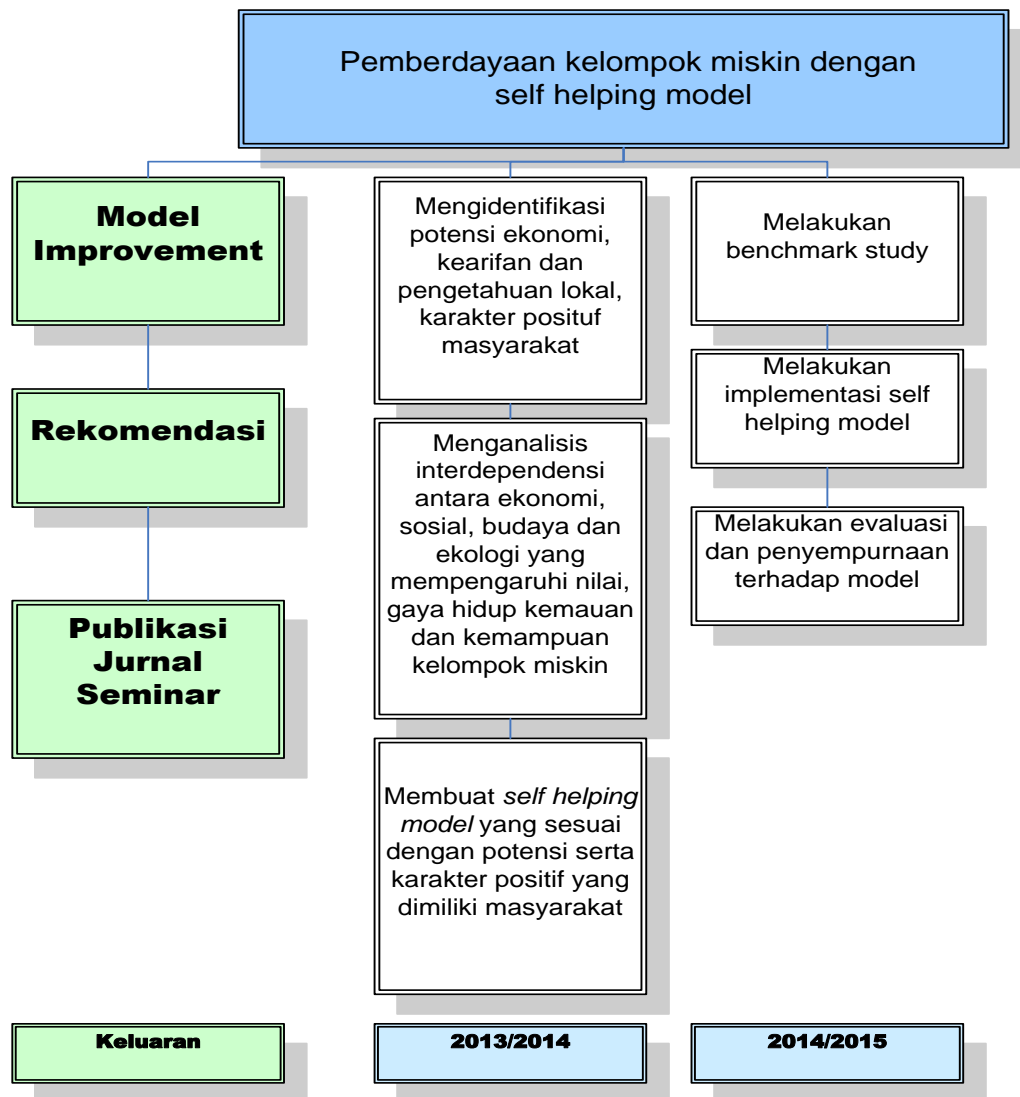 Pemberdayaan kelompok miskin dengan
self helping model
Model
Improvement
Rekomendasi
Publikasi
Jurnal
Seminar
Mengidentifikasi
potensi ekonomi,
kearifan dan
pengetahuan lokal,
karakter posituf
masyarakat
Menganalisis
interdependensi
antara ekonomi,
sosial, budaya dan
ekologi yang
mempengaruhi nilai,
gaya hidup kemauan
dan kemampuan
kelompok miskin
Membuat self helping
model yang sesuai
dengan potensi serta
karakter positif yang
dimiliki masyarakat
Melakukan
benchmark study
Melakukan
implementasi self
helping model
Melakukan evaluasi
dan penyempurnaan
terhadap model
Keluaran
2013/2014
2014/2015